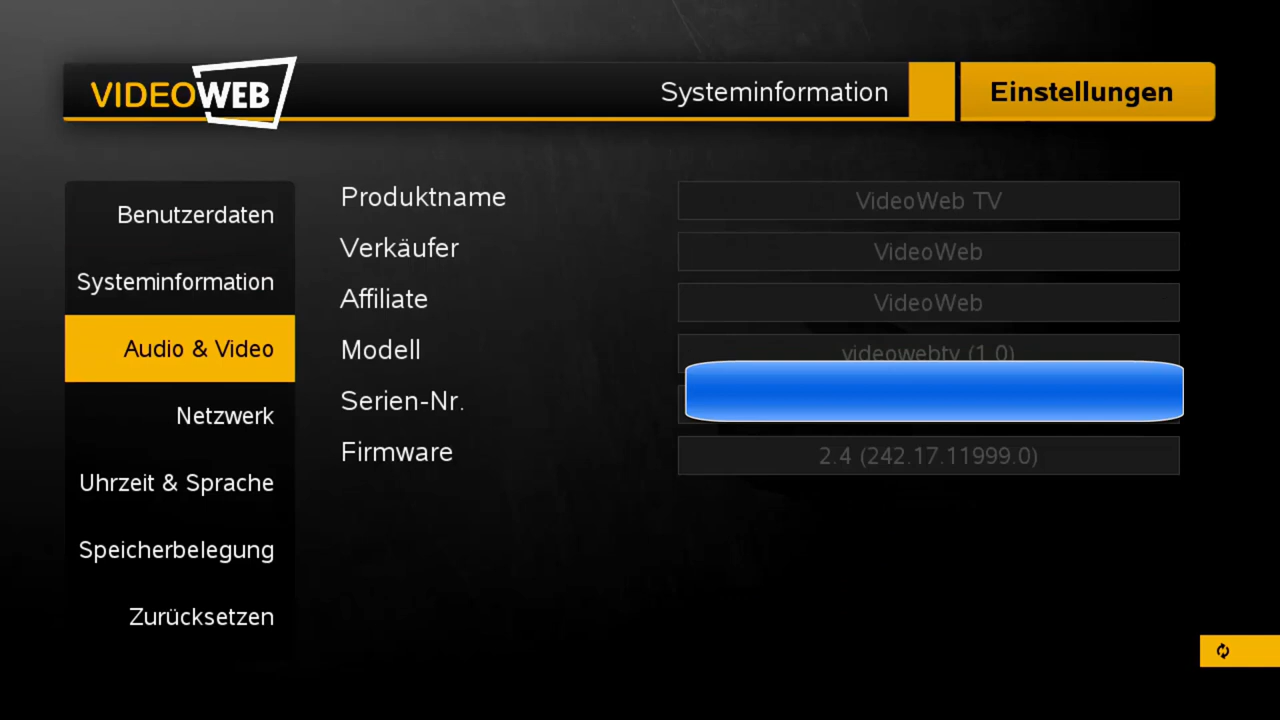 VIDEOWEB
Systeminformation
Einstellungen
Benutzerdaten
Systeminformation
Audio & Video
Netzwerk
Uhrzeit & Sprache
Speicherbelegung
Zurücksetzen
Produktname
VideoWeb TV
Verkäufer
VideoWeb
Affiliate
VideoWeb
Modell
videowebtv (1.0)
Serien-Nr.
Firmware
2.4 (242.17.11999.0)